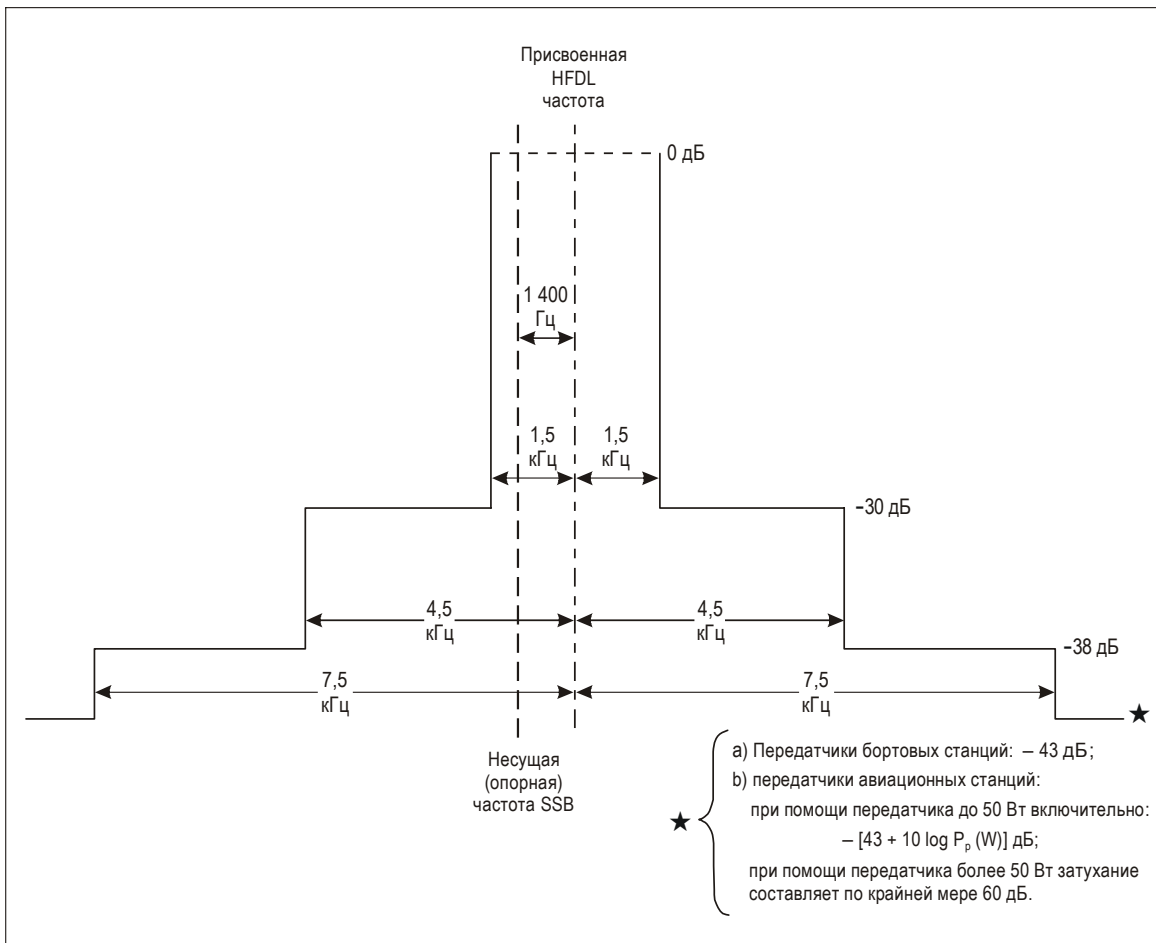 Присвоенная
HFDL
частота
0 дБ
1 400
Гц
1,5
кГц
1,5
кГц
−30 дБ
4,5
кГц
4,5
кГц
−38 дБ
7,5
кГц
7,5
кГц
★
Несущая
(опорная)
частота SSB
★
a) Передатчики бортовых станций: – 43 дБ;
b) передатчики авиационных станций:
при помощи передатчика до 50 Вт включительно:
– [43 + 10 log Pp (W)] дБ;
при помощи передатчика более 50 Вт затухание
составляет по крайней мере 60 дБ.